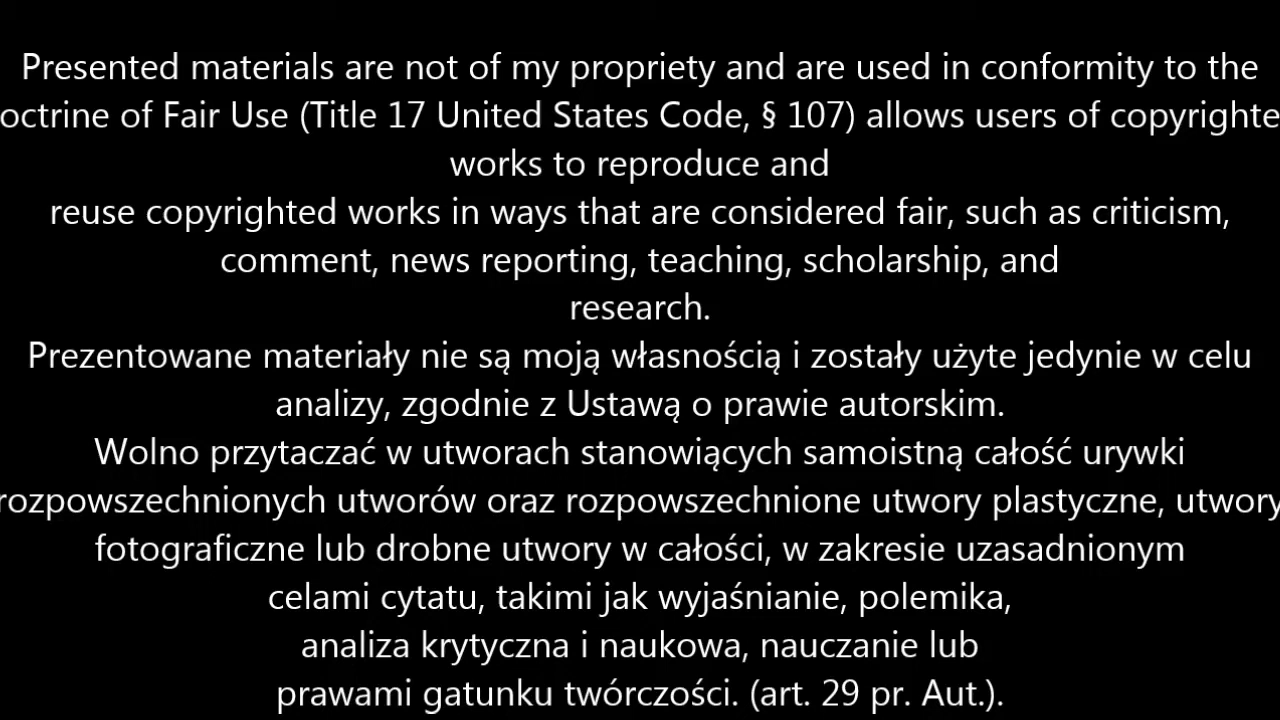 Presented materials are not of my propriety and are used in conformity to the
octrine of Fair Use (Title 17 United States Code, § 107) allows users of copyrighte
works to reproduce and
reuse copyrighted works in ways that are considered fair, such as criticism,
comment, news reporting, teaching, scholarship, and
research.
Prezentowane materiały nie są moją własnością i zostały użyte jedynie w celu
analizy, zgodnie z Ustawą o prawie autorskim.
Wolno przytaczać w utworach stanowiących samoistną całość urywki
rozpowszechnionych utworów oraz rozpowszechnione utwory plastyczne, utwory
fotograficzne lub drobne utwory w całości, w zakresie uzasadnionym
celami cytatu, takimi jak wyjaśnianie, polemika,
analiza krytyczna i naukowa, nauczanie lub
prawami gatunku twórczości. (art. 29 pr. Aut.).